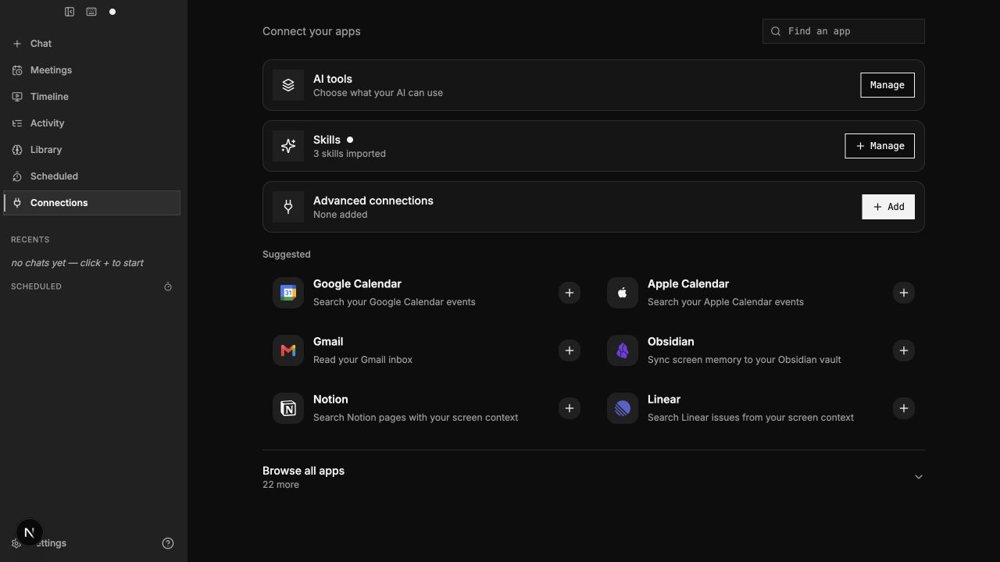 Chat
Meetings
Timeline
Activity
Library
Scheduled
Connections
RECENTS
no chats yet — click + to start
SCHEDULED
N
ettings
Connect your apps
Find an app
AI tools
Choose what your AI can use
Manage
Skills
3 skills imported
+ Manage
Advanced connections
None added
+ Add
Suggested
31
Google Calendar
Search your Google Calendar events
Apple Calendar
Search your Apple Calendar events
Gmail
Read your Gmail inbox
Obsidian
Sync screen memory to your Obsidian vault
N
Notion
Search Notion pages with your screen context
Linear
Search Linear issues from your screen context
Browse all apps
22 more